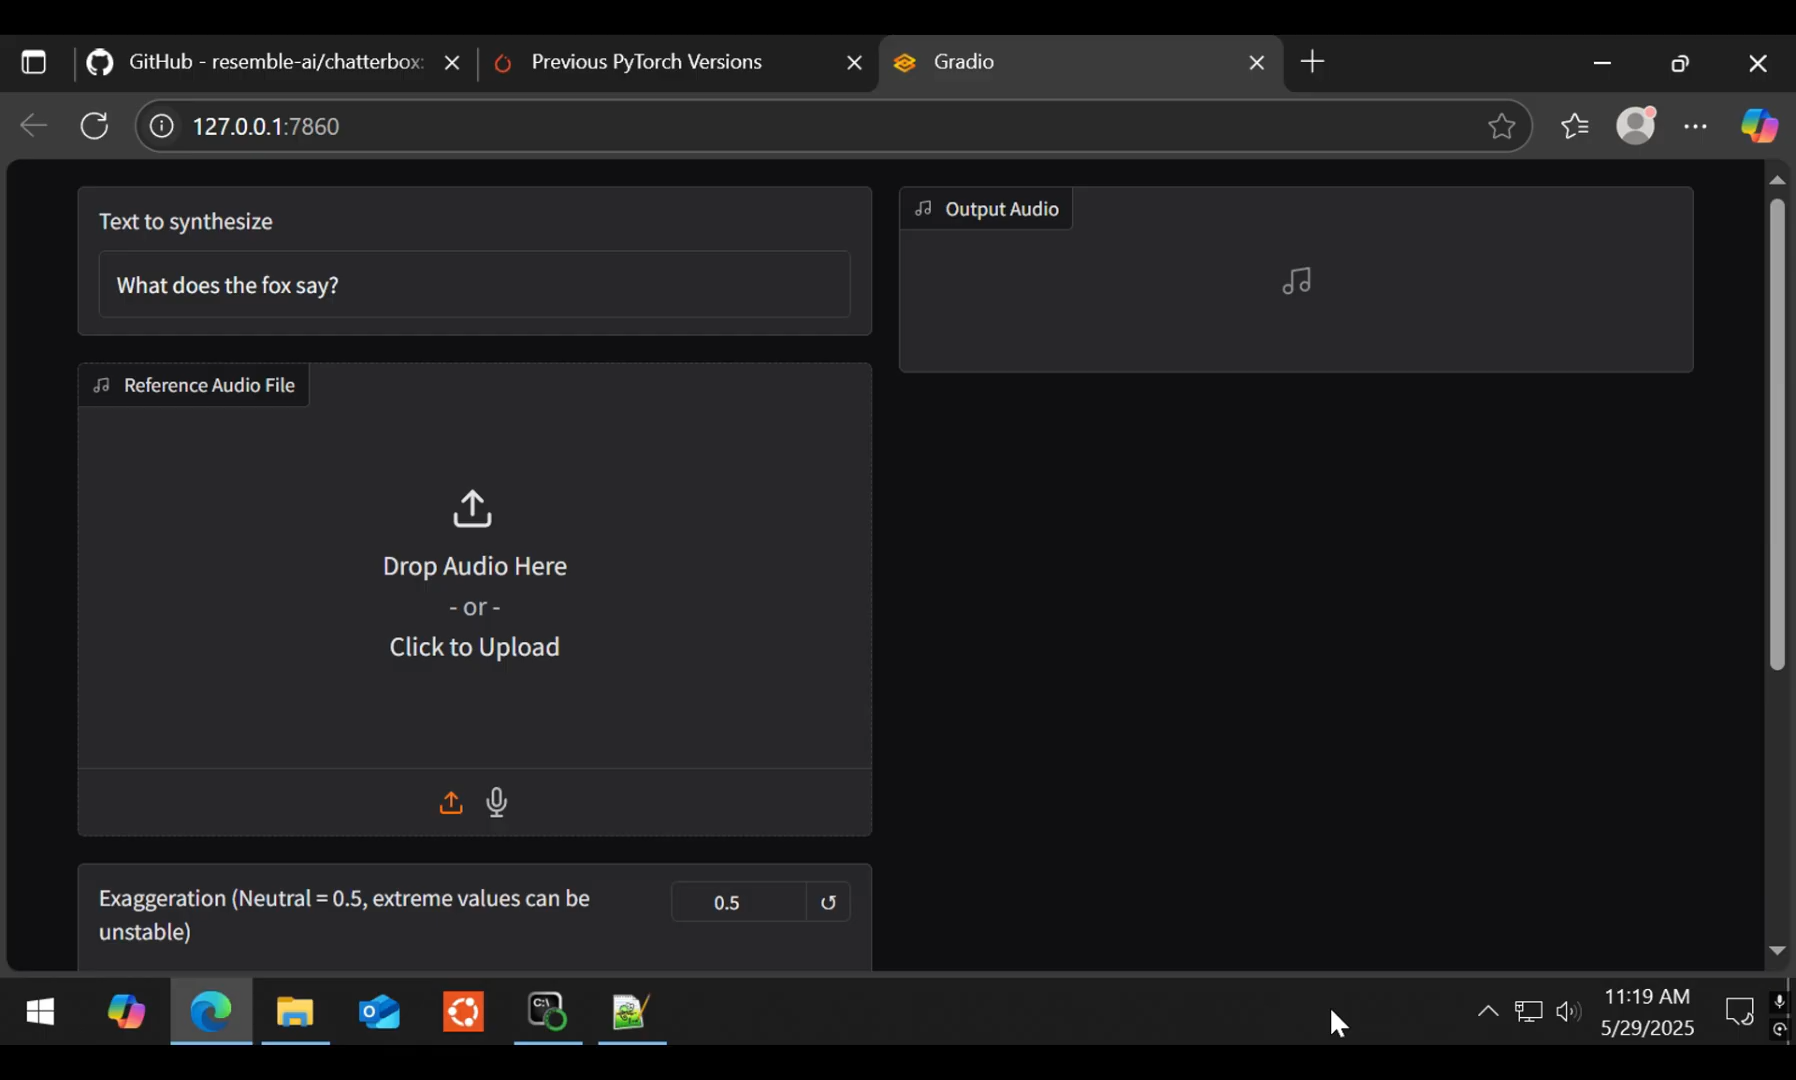 GitHub - resemble-ai/chatterbox:
Previous PyTorch Versions
Gradio
127.0.0.1:7860
Text to synthesize
What does the fox say?
Output Audio
Reference Audio File
Drop Audio Here
- or -
Click to Upload
Exaggeration (Neutral = 0.5, extreme values can be
unstable)
0.5
C:\
11:19 AM
5/29/2025